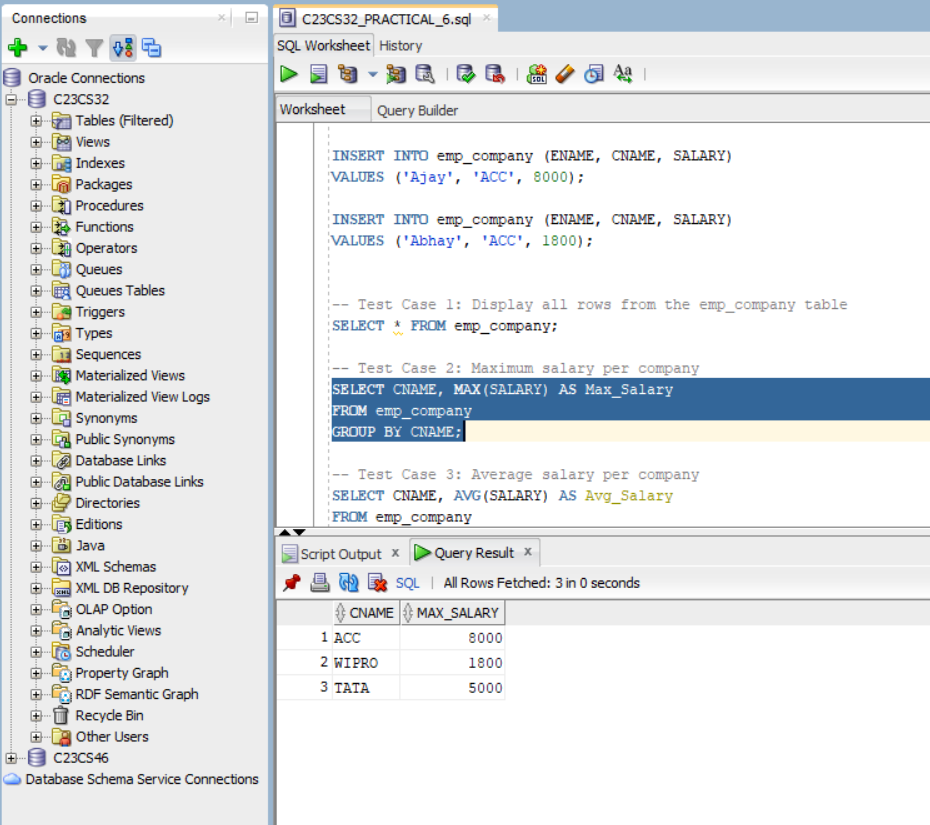 Connections
Oracle Connections
C23CS32
Tables (Filtered)
Views
Indexes
Packages
Procedures
Functions
Operators
Queues
Queues Tables
Triggers
Types
Sequences
Materialized Views
Materialized View Logs
Synonyms
Public Synonyms
Database Links
Public Database Links
Directories
Editions
Java
XML Schemas
XML DB Repository
OLAP Option
Analytic Views
Scheduler
Property Graph
RDF Semantic Graph
Recycle Bin
Other Users
C23CS46
Database Schema Service Connections
C23CS32_PRACTICAL_6.sql
SQL Worksheet History
Worksheet Query Builder
INSERT INTO emp_company (ENAME, CNAME, SALARY)
VALUES ('Ajay', 'ACC', 8000);
INSERT INTO emp_company (ENAME, CNAME, SALARY)
VALUES ('Abhay', 'ACC', 1800);
-- Test Case 1: Display all rows from the emp_company table
SELECT * FROM emp_company;
-- Test Case 2: Maximum salary per company
SELECT CNAME, MAX(SALARY) AS Max_Salary
FROM emp_company
GROUP BY CNAME;
-- Test Case 3: Average salary per company
SELECT CNAME, AVG(SALARY) AS Avg_Salary
FROM emp_company
Script Output x Query Result x
SQL | All Rows Fetched: 3 in 0 seconds
CNAME MAX_SALARY
1 ACC 8000
2 WIPRO 1800
3 TATA 5000